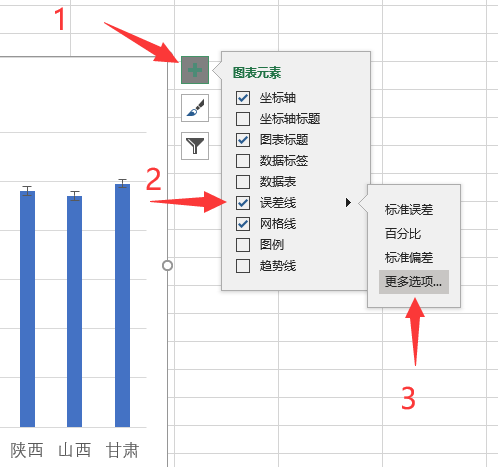 1
图表元素
坐标轴
坐标轴标题
图表标题
数据标签
数据表
2
误差线
网格线
图例
趋势线
标准误差
百分比
标准偏差
更多选项...
3
陕西 山西 甘肃